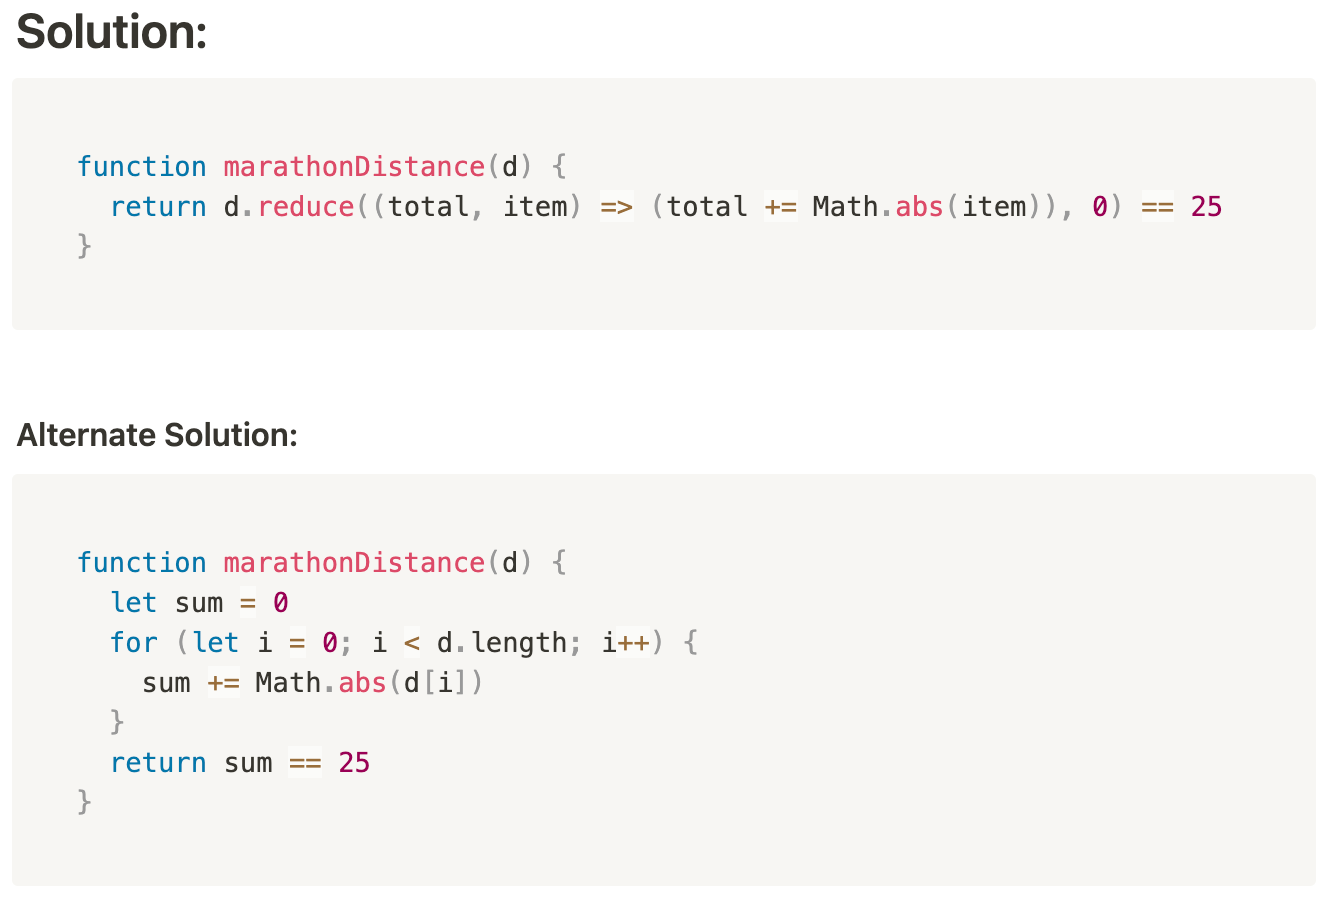 Solution:
function marathonDistance(d) {
  return d.reduce((total, item) => (total += Math.abs(item)), 0) == 25
}
Alternate Solution:
function marathonDistance(d) {
  let sum = 0
  for (let i = 0; i < d.length; i++) {
    sum += Math.abs(d[i])
  }
  return sum == 25
}